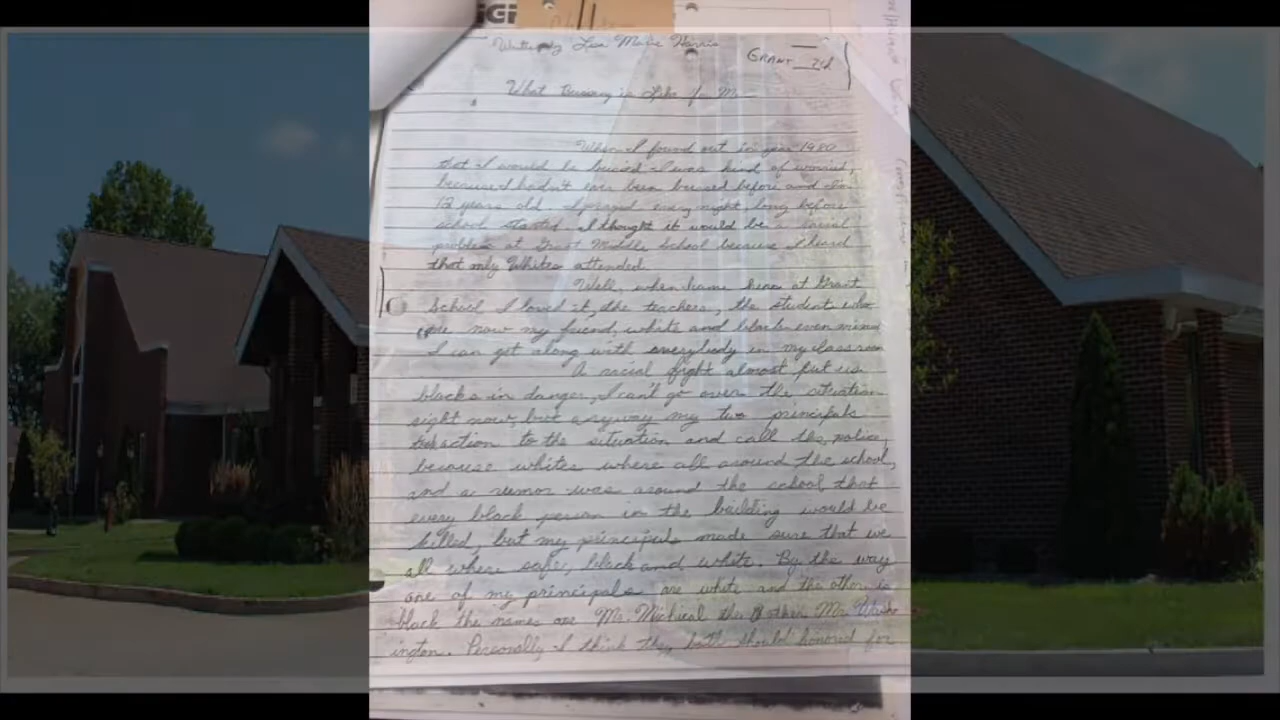 Written by Lisa Marie Harris
GRANT
What Bussing is Like for Me
When I found out in year 1980
that I would be bussed I was kind of worried,
because I hadn't ever been bussed before and I'm
12 years old. I prayed every night, long before
school started. I thought it would be a racial
problem at Grant Middle School because I heard
that only Whites attended.
Well, when I came here at Grant
School I loved it, the teachers, the students who
are now my friend, white and black even mixed
I can get along with everybody in my classroom
A racial fight almost put us
blacks in danger, I can't go over the situation
right now, but anyway my two principals
took action to the situation and call the police,
because whites where all around the school,
and a rumor was around the school that
every black person in the building would be
killed, but my principals made sure that we
all where safe, black and white. By the way
one of my principals are white and the other is
black the names are Mr. Michical the other Mr. Wash
ington. Personally I think they both should honored for